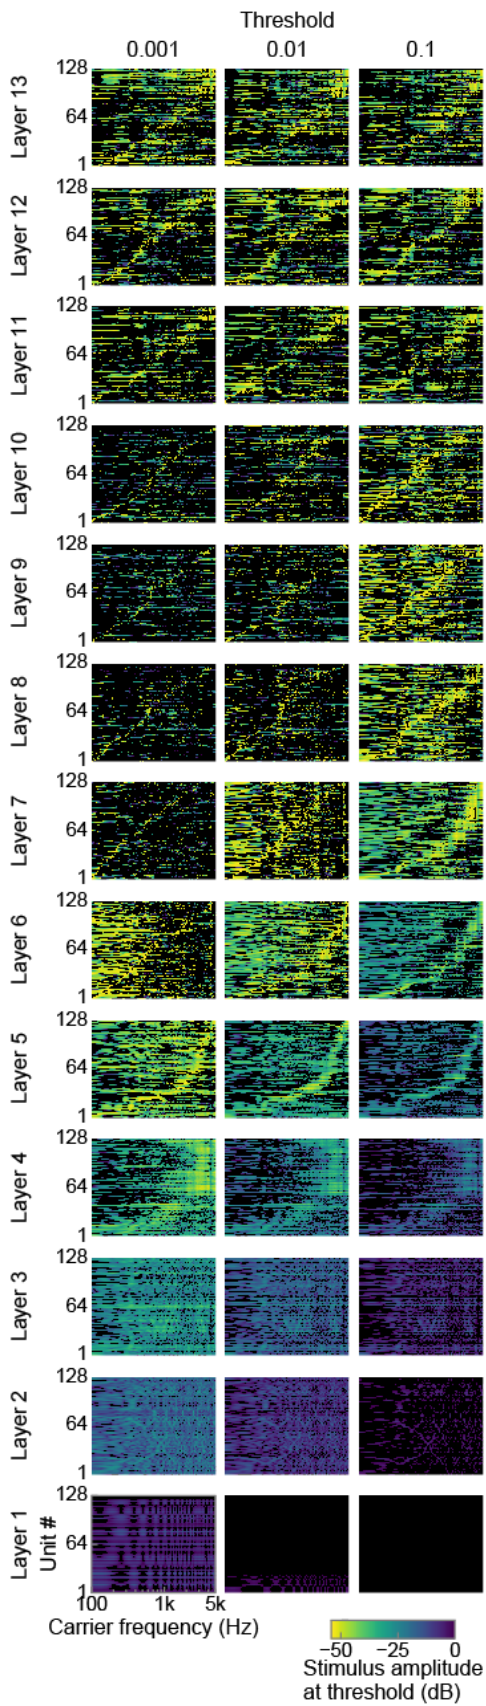 Threshold
0.001 0.01 0.1
Layer 13
128
64
1
Layer 12
128
64
1
Layer 11
128
64
1
Layer 10
128
64
1
Layer 9
128
64
1
Layer 8
128
64
1
Layer 7
128
64
1
Layer 6
128
64
1
Layer 5
128
64
1
Layer 4
128
64
1
Layer 3
128
64
1
Layer 2
128
64
1
Layer 1
Unit #
128
64
1
100 1k 5k
Carrier frequency (Hz)
−50 −25 0
Stimulus amplitude
at threshold (dB)